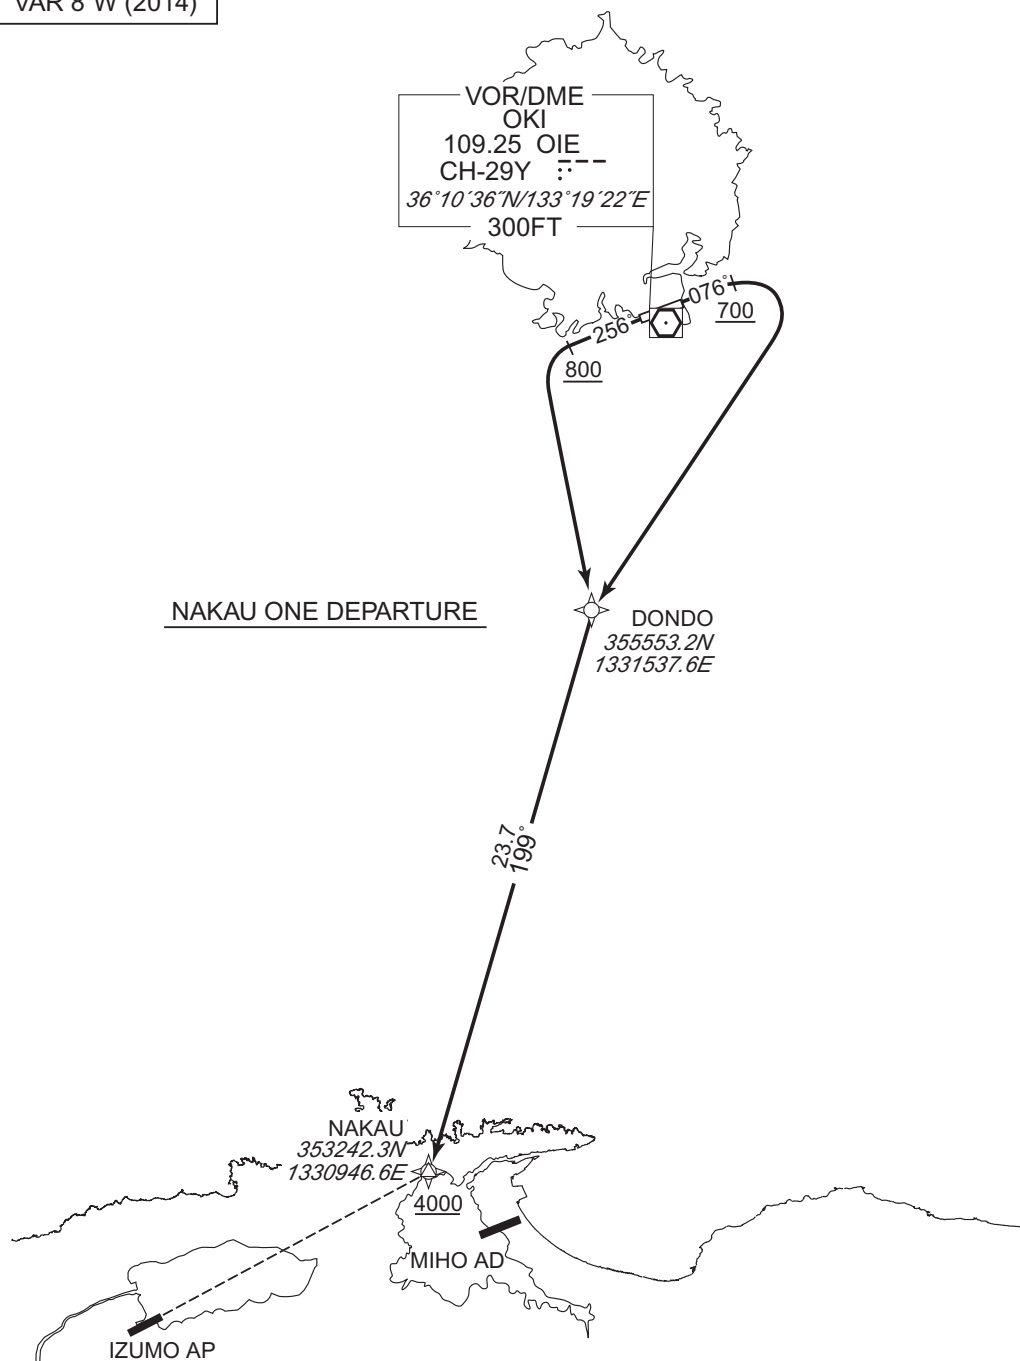 VAR 8°W (2014)
VOR/DME
OKI
109.25 OIE
CH-29Y
36°10′36″N/133°19′22″E
300FT
076°
700
256°
800
NAKAU ONE DEPARTURE
DONDO
355553.2N
1331537.6E
23.7
199°
NAKAU
353242.3N
1330946.6E
4000
MIHO AD
IZUMO AP